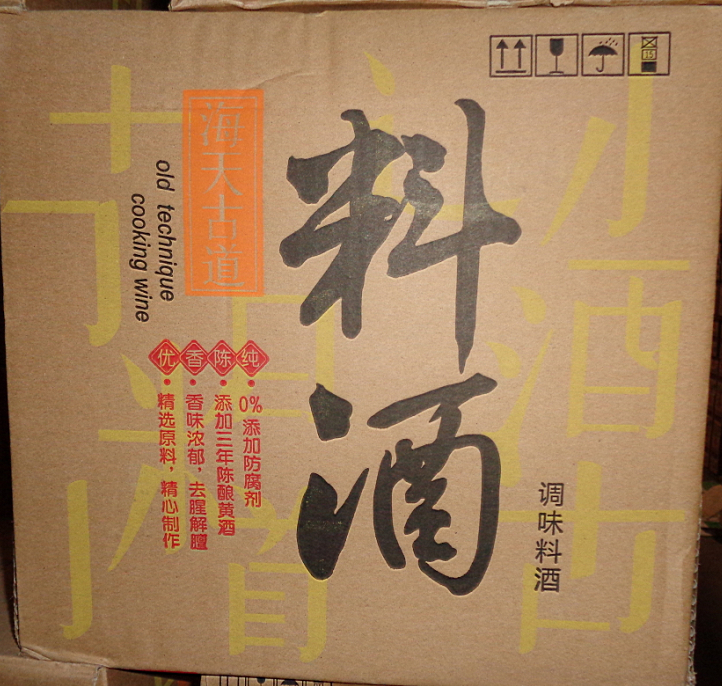 海天古道
old technique
cooking wine
料酒
纯 0%添加防腐剂
陈 添加三年陈酿黄酒
香 香味浓郁，去腥解膻
优 精选原料，精心制作
调味料酒
15